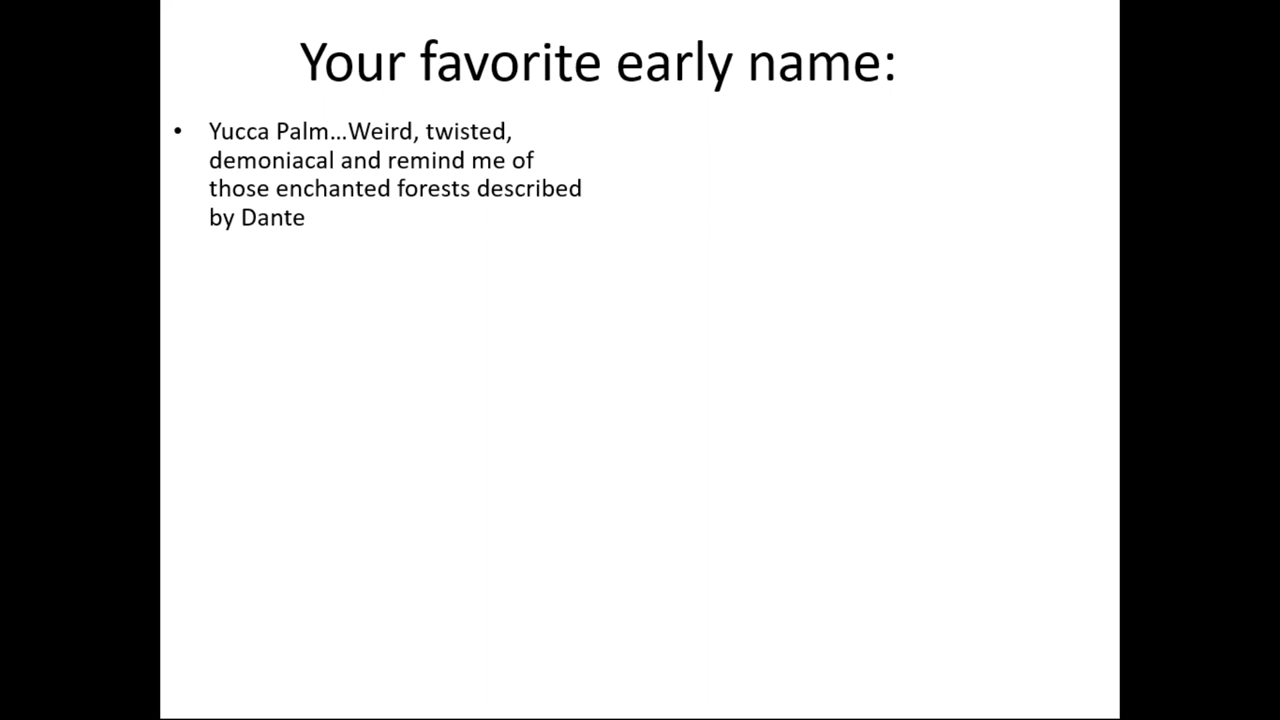 Your favorite early name:
• Yucca Palm...Weird, twisted,
demoniacal and remind me of
those enchanted forests described
by Dante